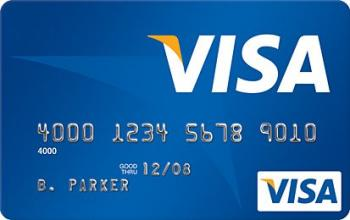 VISA
4000 1234 5678 9010
4000
GOOD THRU 12/08
B. PARKER
VISA